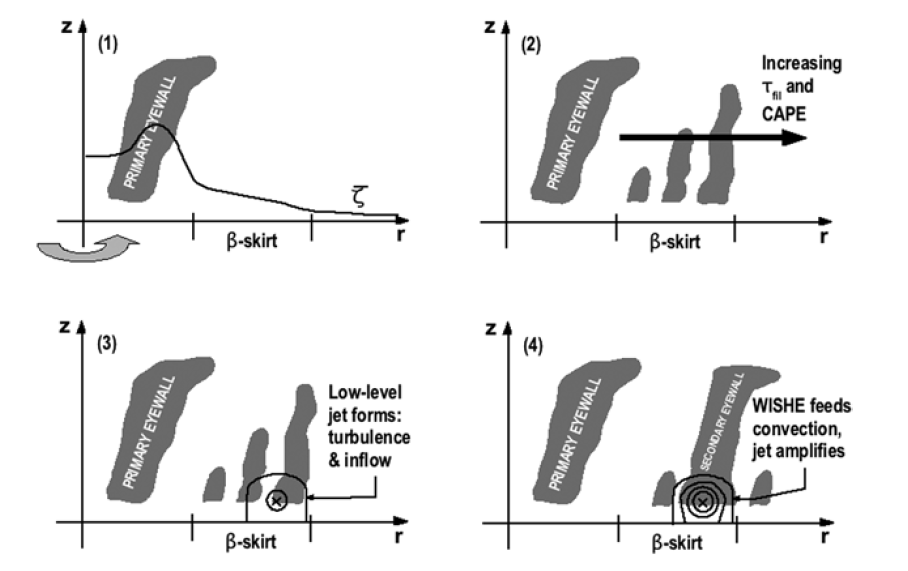 z
(1)
PRIMARY EYEWALL
ζ̅
β-skirt
r
z
(2)
PRIMARY EYEWALL
Increasing
τfil and
CAPE
β-skirt
r
z
(3)
PRIMARY EYEWALL
Low-level
jet forms:
turbulence
& inflow
β-skirt
r
z
(4)
PRIMARY EYEWALL
SECONDARY EYEWALL
WISHE feeds
convection,
jet amplifies
β-skirt
r